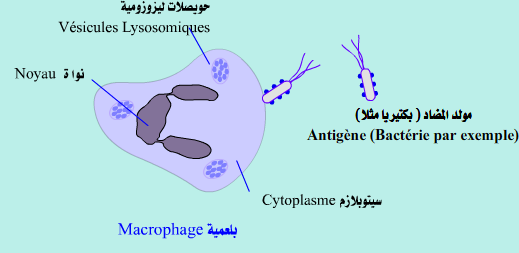 حويصلات ليزوزومية
Vésicules Lysosomiques
Noyau نواة
مولد المضاد ( بكتيريا مثلا)
Antigène (Bactérie par exemple)
Cytoplasme سيتوبلازم
Macrophage بلعمية